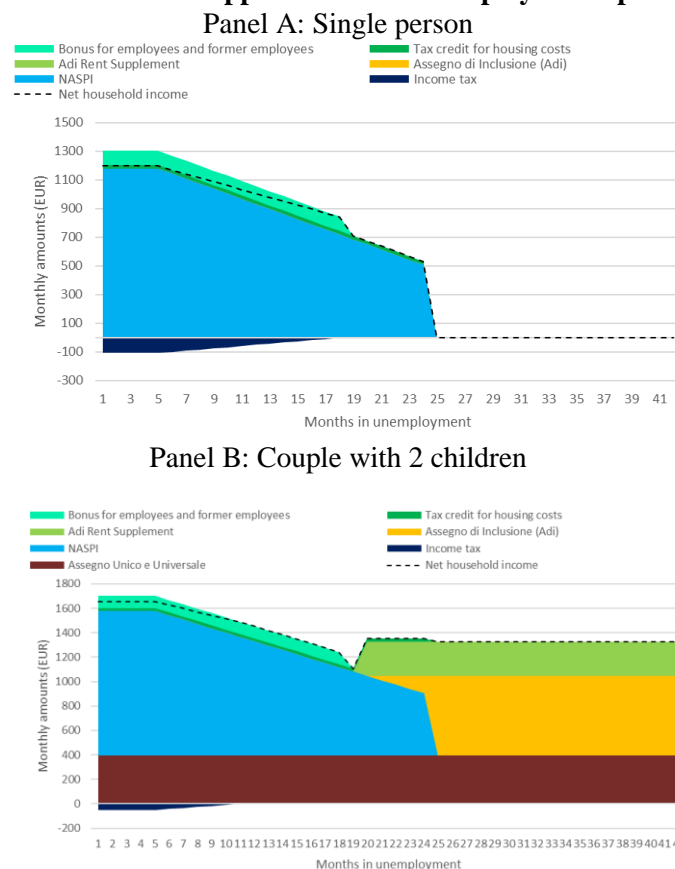 Panel A: Single person
Bonus for employees and former employees
Tax credit for housing costs
Adi Rent Supplement
Assegno di Inclusione (Adi)
NASPI
Income tax
Net household income
Monthly amounts (EUR)
1500
1300
1100
900
700
500
300
100
-100
-300
1 3 5 7 9 11 13 15 17 19 21 23 25 27 29 31 33 35 37 39 41
Months in unemployment
Panel B: Couple with 2 children
Bonus for employees and former employees
Tax credit for housing costs
Adi Rent Supplement
Assegno di Inclusione (Adi)
NASPI
Income tax
Assegno Unico e Universale
Net household income
Monthly amounts (EUR)
1800
1600
1400
1200
1000
800
600
400
200
0
-200
1 2 3 4 5 6 7 8 9 10 11 12 13 14 15 16 17 18 19 20 21 22 23 24 25 26 27 28 29 30 31 32 33 34 35 36 37 38 39 40 41
Months in unemployment